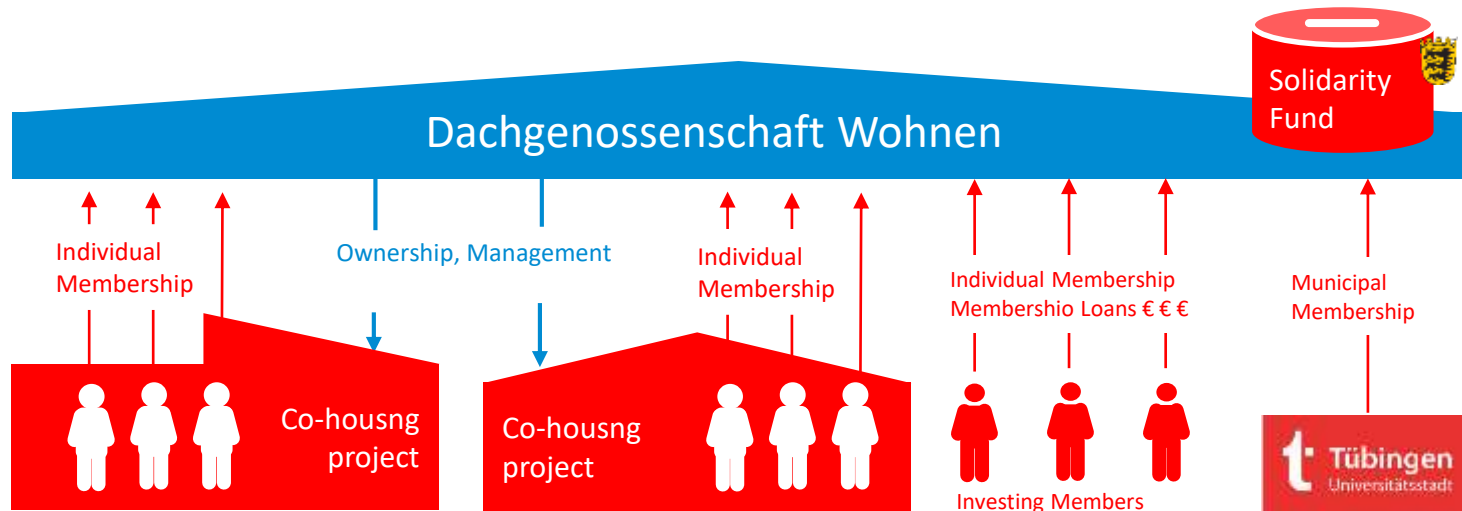 Solidarity
Fund
Dachgenossenschaft Wohnen
Individual
Membership
Ownership, Management
Individual
Membership
Individual Membership
Membershio Loans € € €
Municipal
Membership
Co-housng
project
Co-housng
project
Investing Members
t
Tübingen
Universitätsstadt